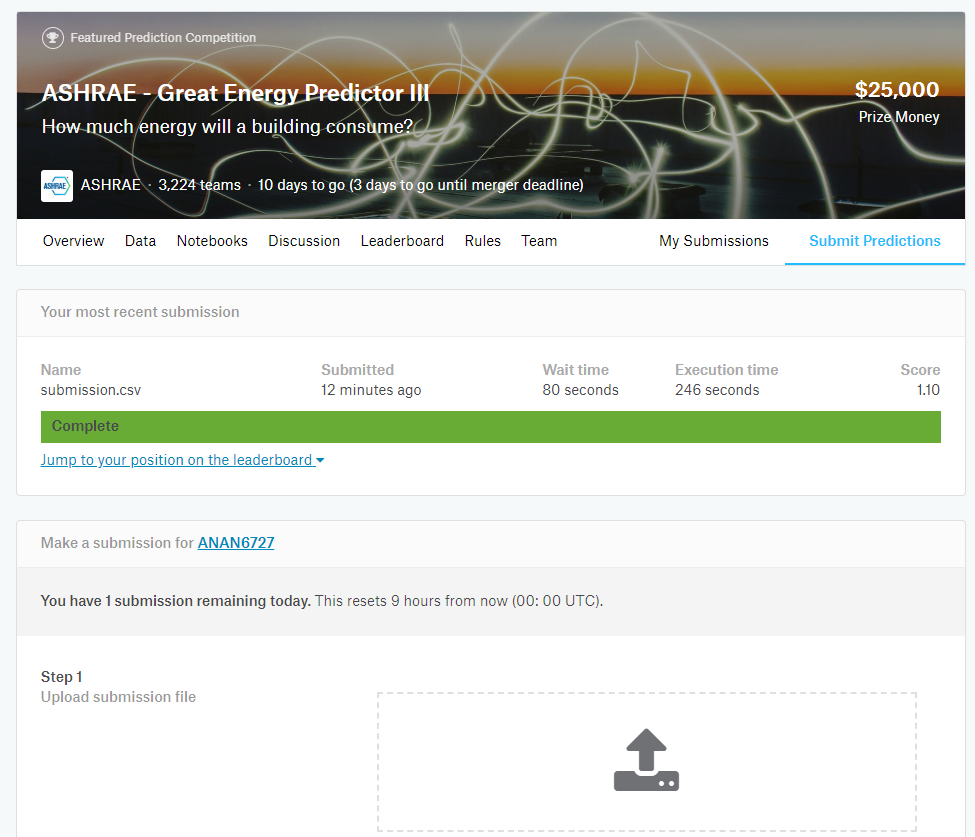 Featured Prediction Competition
ASHRAE - Great Energy Predictor III
How much energy will a building consume?
$25,000
Prize Money
ASHRAE
ASHRAE · 3,224 teams · 10 days to go (3 days to go until merger deadline)
Overview Data Notebooks Discussion Leaderboard Rules Team My Submissions Submit Predictions
Your most recent submission
Name Submitted Wait time Execution time Score
submission.csv 12 minutes ago 80 seconds 246 seconds 1.10
Complete
Jump to your position on the leaderboard
Make a submission for ANAN6727
You have 1 submission remaining today. This resets 9 hours from now (00: 00 UTC).
Step 1
Upload submission file